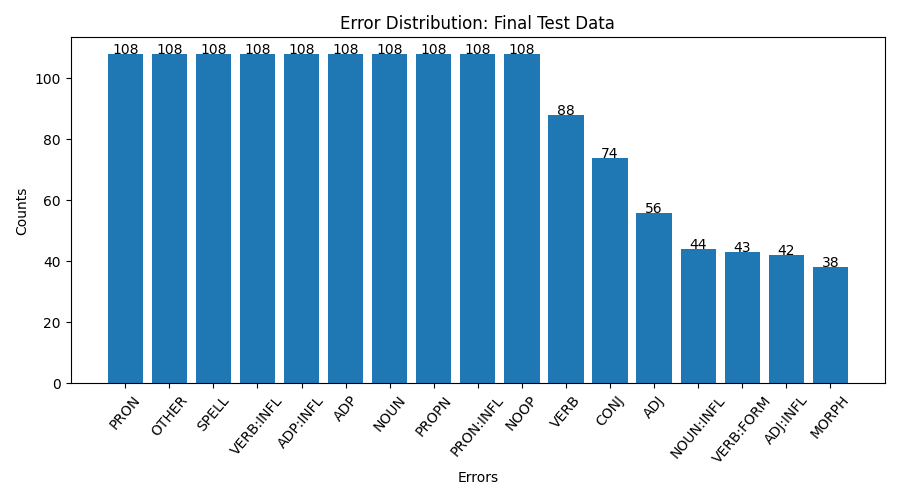 Error Distribution: Final Test Data
108 108 108 108 108 108 108 108 108 108
88
74
56
44
43
42
38
100
80
60
40
20
0
Counts
PRON
OTHER
SPELL
VERB:INFL
ADP:INFL
ADP
NOUN
PROPN
PRON:INFL
NOOP
VERB
CONJ
ADJ
NOUN:INFL
VERB:FORM
ADJ:INFL
MORPH
Errors